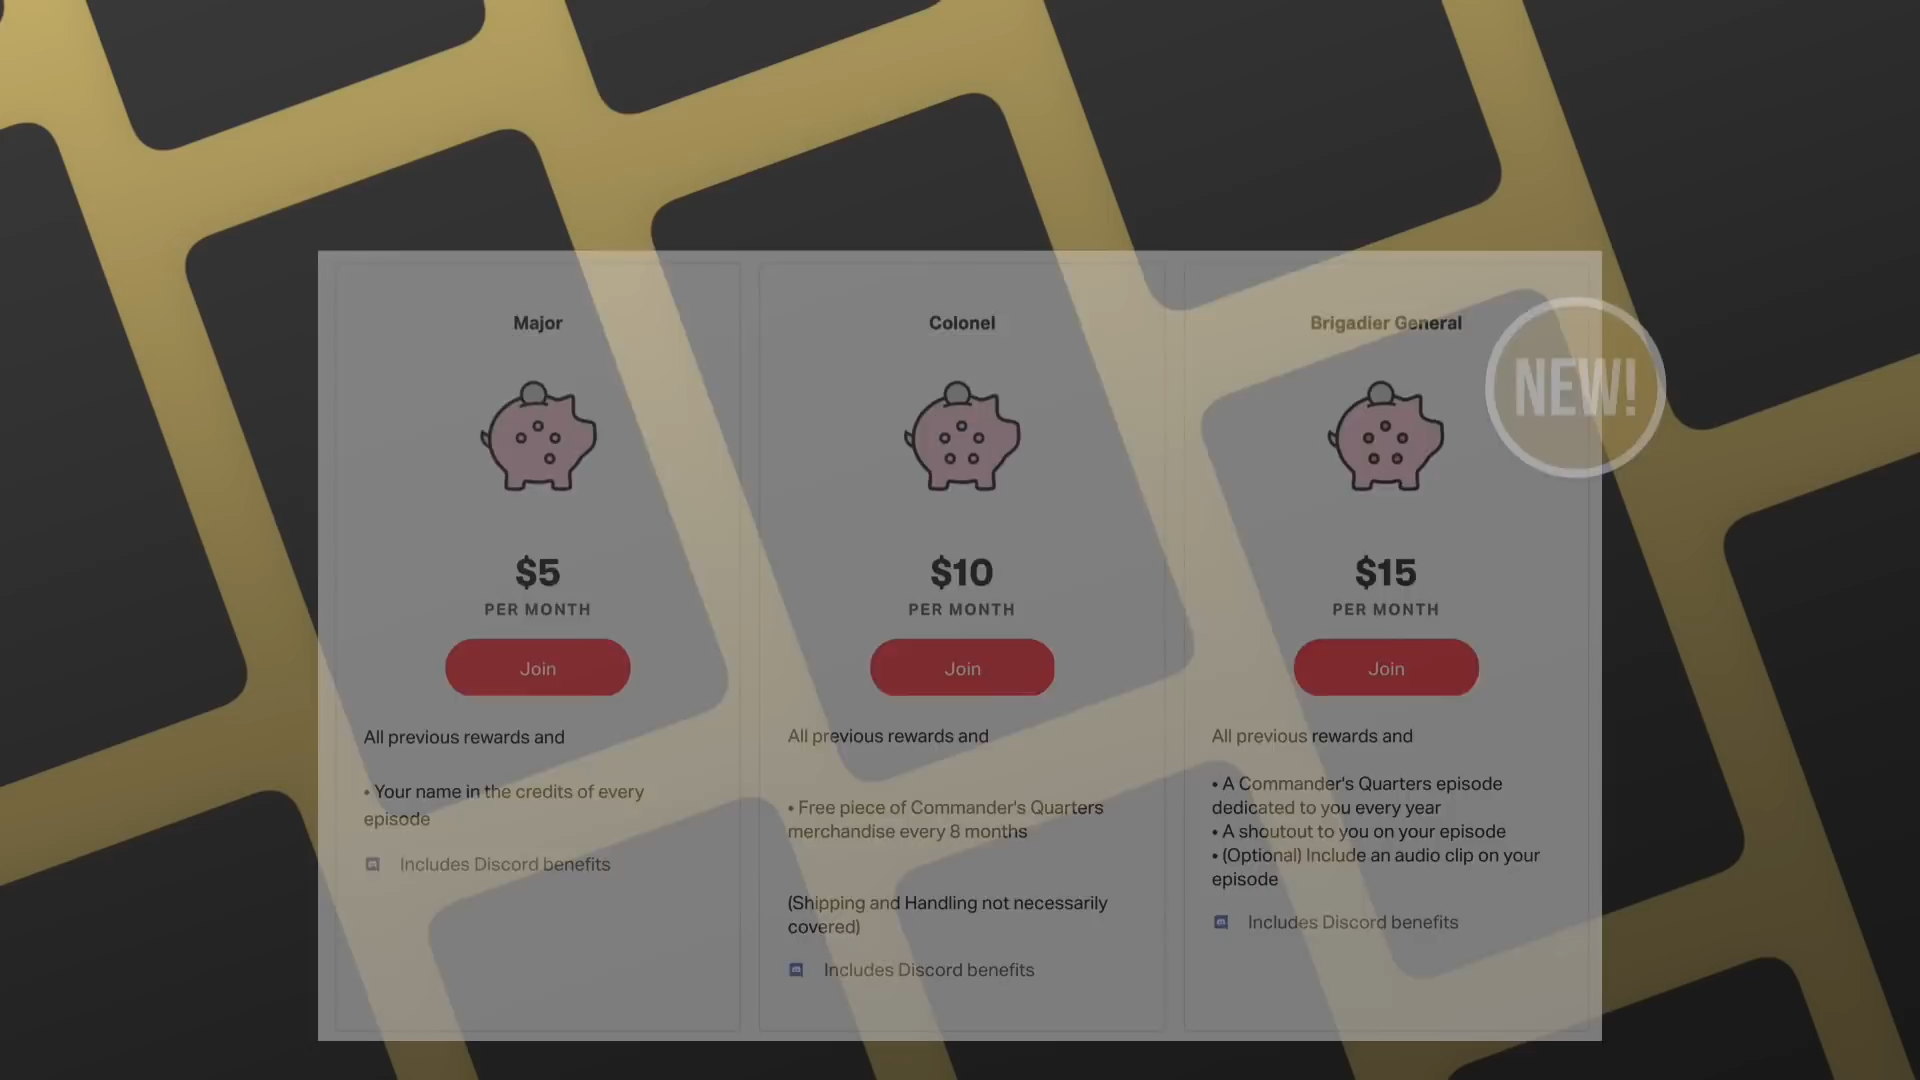 Major
$5
PER MONTH
Join
All previous rewards and
• Your name in the credits of every
episode
Includes Discord benefits
Colonel
$10
PER MONTH
Join
All previous rewards and
• Free piece of Commander's Quarters
merchandise every 8 months
(Shipping and Handling not necessarily
covered)
Includes Discord benefits
Brigadier General
NEW!
$15
PER MONTH
Join
All previous rewards and
• A Commander's Quarters episode
dedicated to you every year
• A shoutout to you on your episode
• (Optional) Include an audio clip on your
episode
Includes Discord benefits